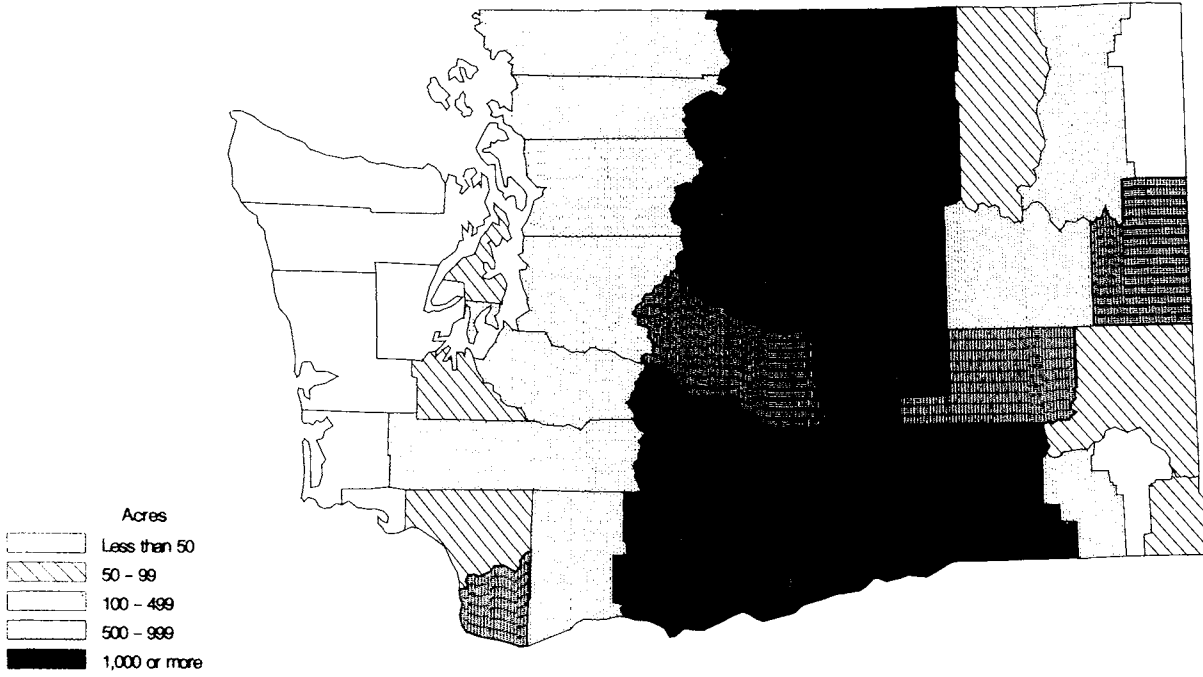 Acres
Less than 50
50 - 99
100 - 499
500 - 999
1,000 or more